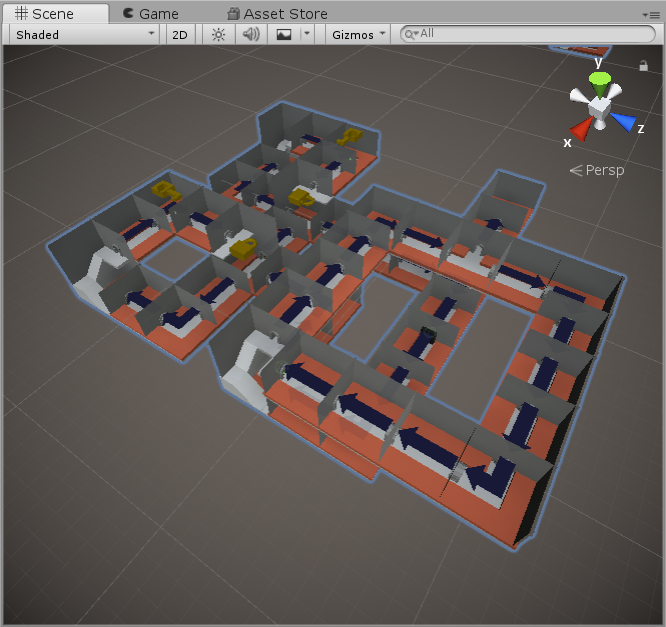 Scene Game Asset Store
Shaded 2D Gizmos All
y
z
x
Persp